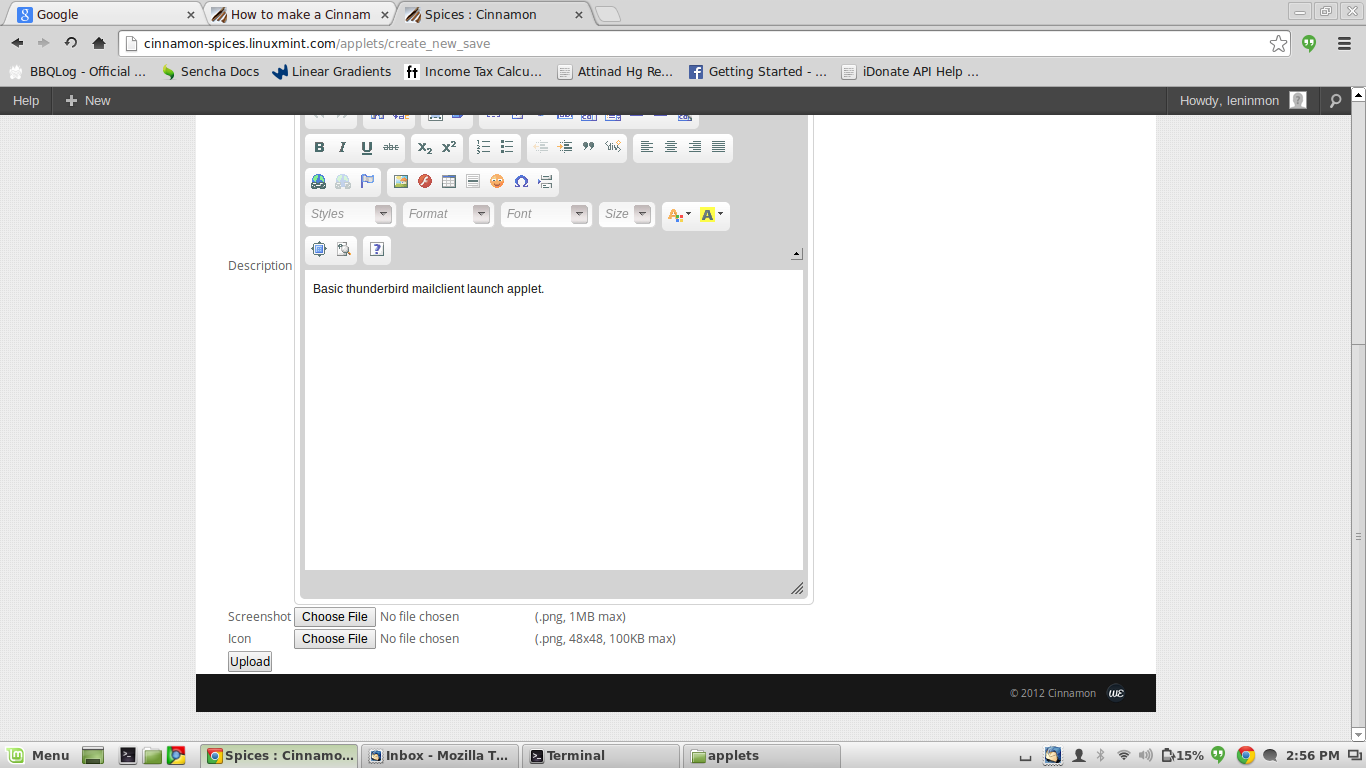 Google
How to make a Cinnam
Spices : Cinnamon
cinnamon-spices.linuxmint.com/applets/create_new_save
BBQLog - Official ...
Sencha Docs
Linear Gradients
Income Tax Calcu...
Attinad Hg Re...
Getting Started - ...
iDonate API Help ...
Help
New
Howdy, leninmon
Styles
Format
Font
Size
Description
Basic thunderbird mailclient launch applet.
Screenshot Choose File No file chosen (.png, 1MB max)
Icon Choose File No file chosen (.png, 48x48, 100KB max)
Upload
© 2012 Cinnamon
Menu
Spices : Cinnamo...
Inbox - Mozilla T...
Terminal
applets
15%
2:56 PM